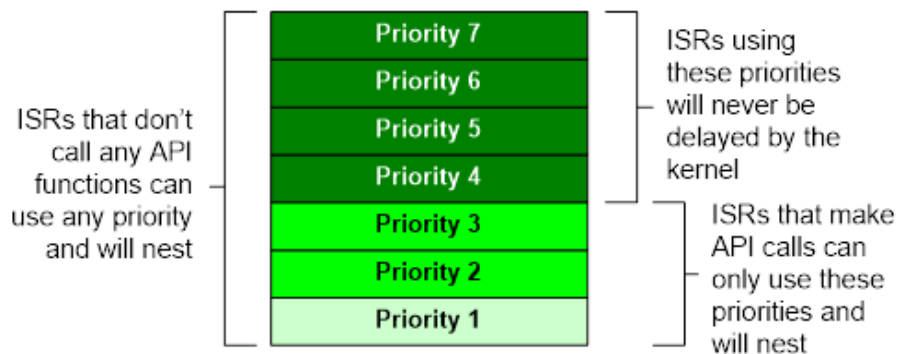 ISRs that don't
call any API
functions can
use any priority
and will nest
Priority 7
Priority 6
Priority 5
Priority 4
Priority 3
Priority 2
Priority 1
ISRs using
these priorities
will never be
delayed by the
kernel
ISRs that make
API calls can
only use these
priorities and
will nest